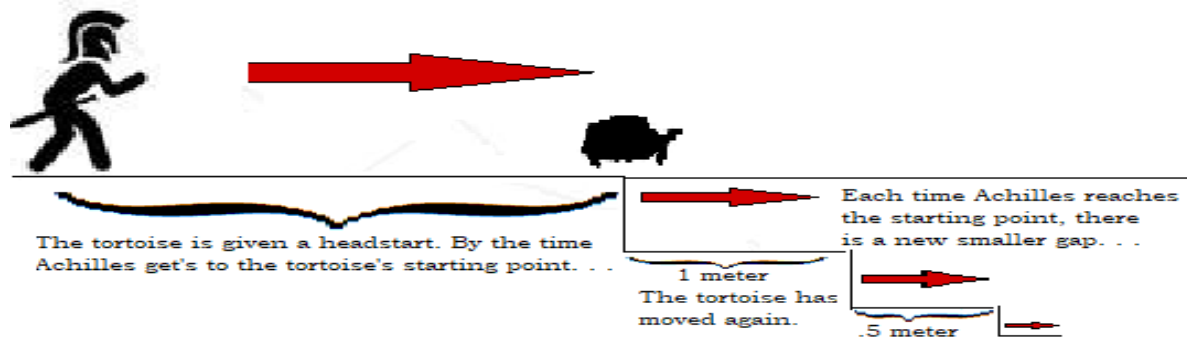 The tortoise is given a headstart. By the time
Achilles get's to the tortoise's starting point. . .
1 meter
The tortoise has
moved again.
Each time Achilles reaches
the starting point, there
is a new smaller gap. . .
.5 meter